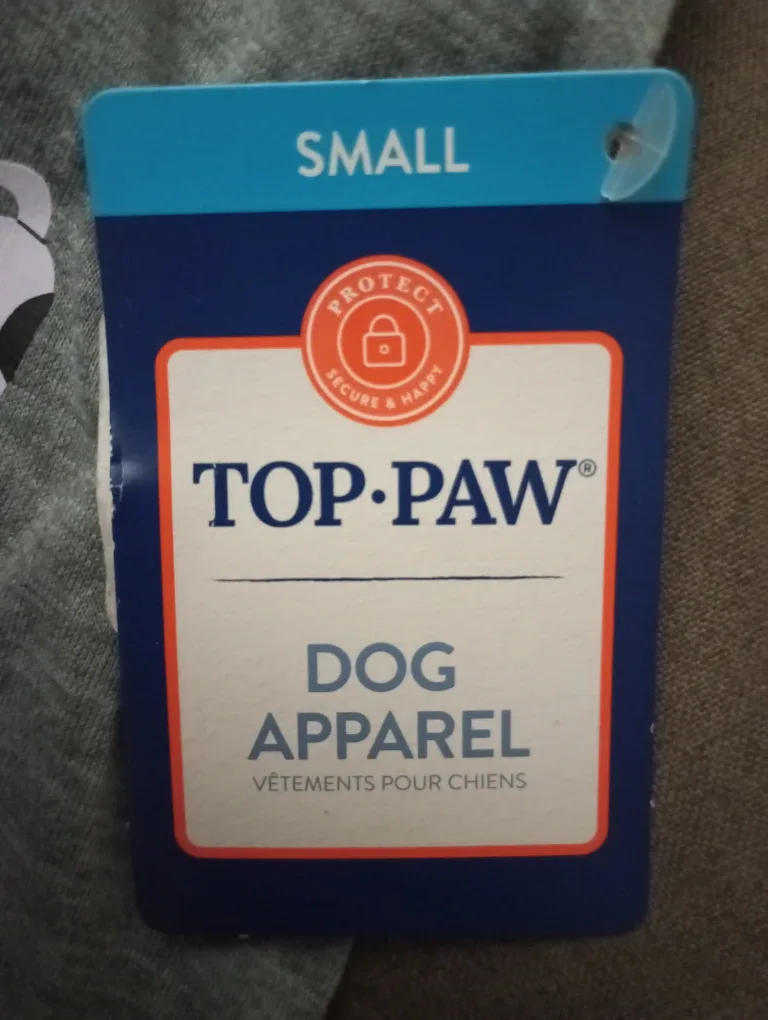 SMALL
PROTECT
SECURE & HAPPY
TOP·PAW®
DOG
APPAREL
VÊTEMENTS POUR CHIENS